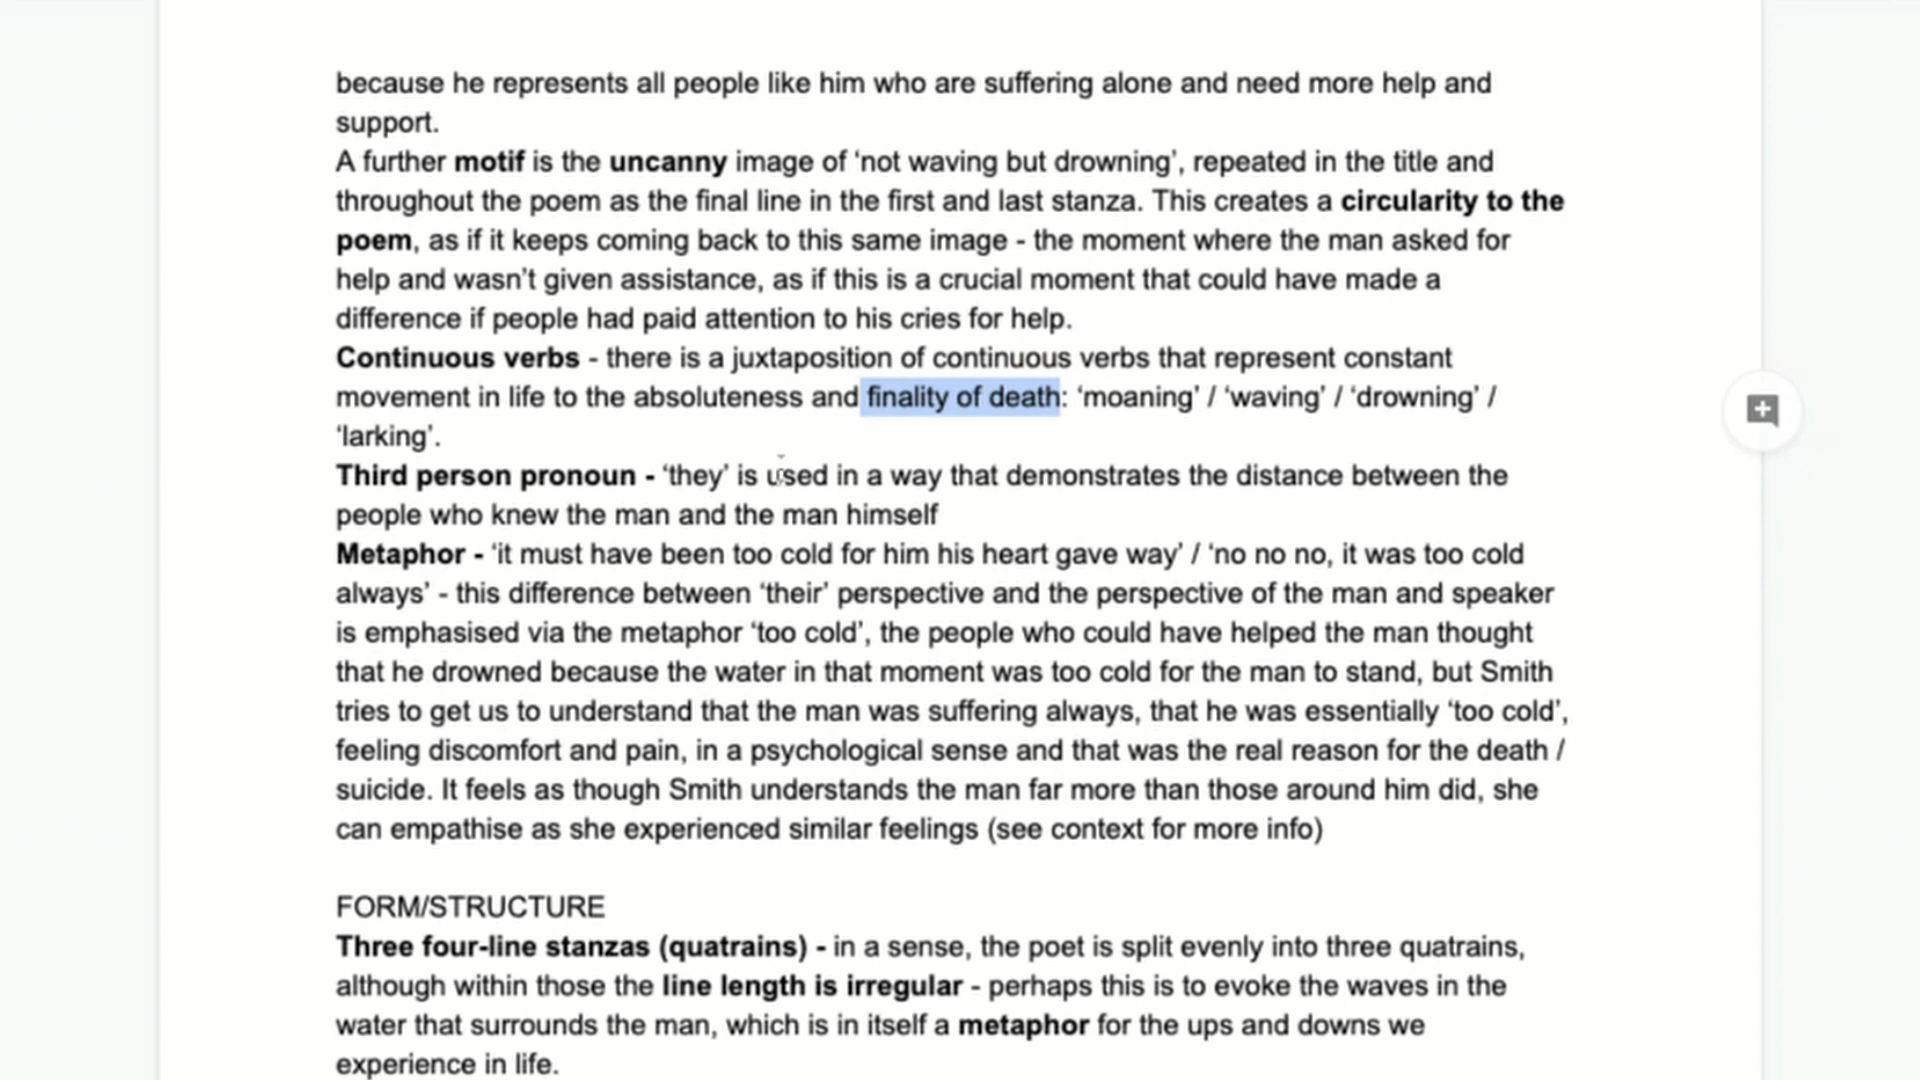 because he represents all people like him who are suffering alone and need more help and
support.
A further motif is the uncanny image of ‘not waving but drowning’, repeated in the title and
throughout the poem as the final line in the first and last stanza. This creates a circularity to the
poem, as if it keeps coming back to this same image - the moment where the man asked for
help and wasn’t given assistance, as if this is a crucial moment that could have made a
difference if people had paid attention to his cries for help.
Continuous verbs - there is a juxtaposition of continuous verbs that represent constant
movement in life to the absoluteness and finality of death: ‘moaning’ / ‘waving’ / ‘drowning’ /
‘larking’.
Third person pronoun - ‘they’ is used in a way that demonstrates the distance between the
people who knew the man and the man himself
Metaphor - ‘it must have been too cold for him his heart gave way’ / ‘no no no, it was too cold
always’ - this difference between ‘their’ perspective and the perspective of the man and speaker
is emphasised via the metaphor ‘too cold’, the people who could have helped the man thought
that he drowned because the water in that moment was too cold for the man to stand, but Smith
tries to get us to understand that the man was suffering always, that he was essentially ‘too cold’,
feeling discomfort and pain, in a psychological sense and that was the real reason for the death /
suicide. It feels as though Smith understands the man far more than those around him did, she
can empathise as she experienced similar feelings (see context for more info)
FORM/STRUCTURE
Three four-line stanzas (quatrains) - in a sense, the poet is split evenly into three quatrains,
although within those the line length is irregular - perhaps this is to evoke the waves in the
water that surrounds the man, which is in itself a metaphor for the ups and downs we
experience in life.